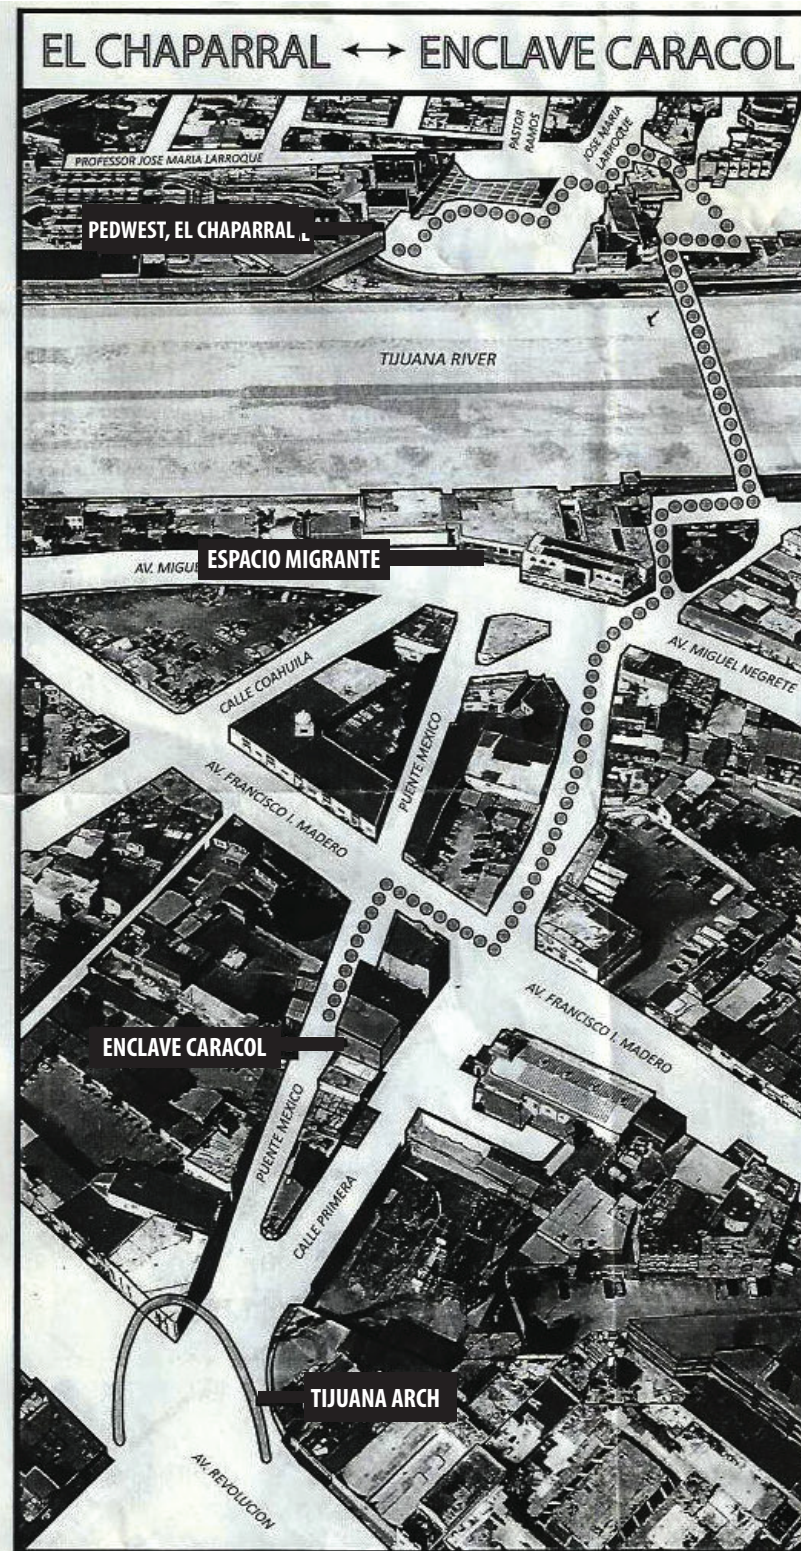 EL CHAPARRAL ↔ ENCLAVE CARACOL
PASTOR
RAMOS
JOSE MARIA
LARROQUE
PROFESSOR JOSE MARIA LARROQUE
PEDWEST, EL CHAPARRAL
TIJUANA RIVER
ESPACIO MIGRANTE
AV. MIGUE
AV. MIGUEL NEGRETE
CALLE COAHUILA
PUENTE MEXICO
AV. FRANCISCO I. MADERO
AV. FRANCISCO I. MADERO
ENCLAVE CARACOL
PUENTE MEXICO
CALLE PRIMERA
TIJUANA ARCH
AV. REVOLUCION